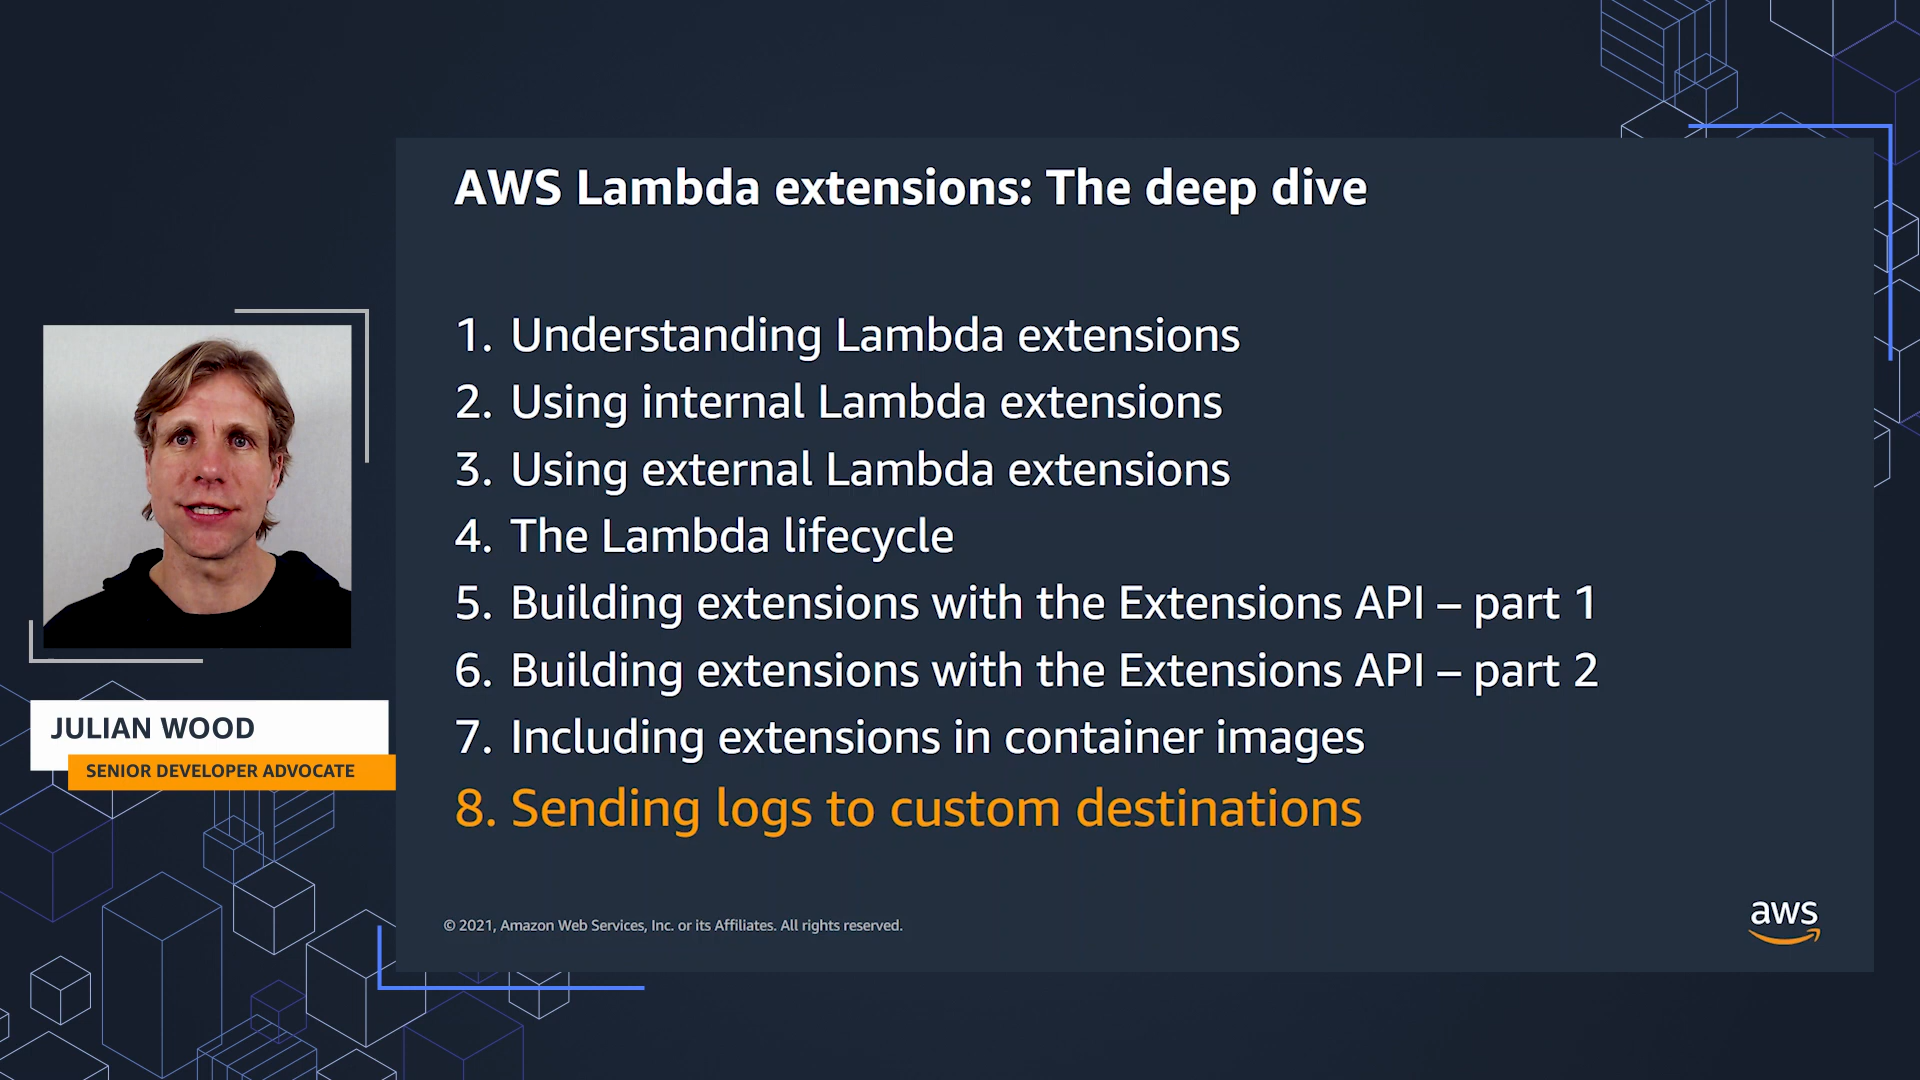 AWS Lambda extensions: The deep dive
1. Understanding Lambda extensions
2. Using internal Lambda extensions
3. Using external Lambda extensions
4. The Lambda lifecycle
5. Building extensions with the Extensions API – part 1
6. Building extensions with the Extensions API – part 2
7. Including extensions in container images
8. Sending logs to custom destinations
JULIAN WOOD
SENIOR DEVELOPER ADVOCATE
© 2021, Amazon Web Services, Inc. or its Affiliates. All rights reserved.
aws